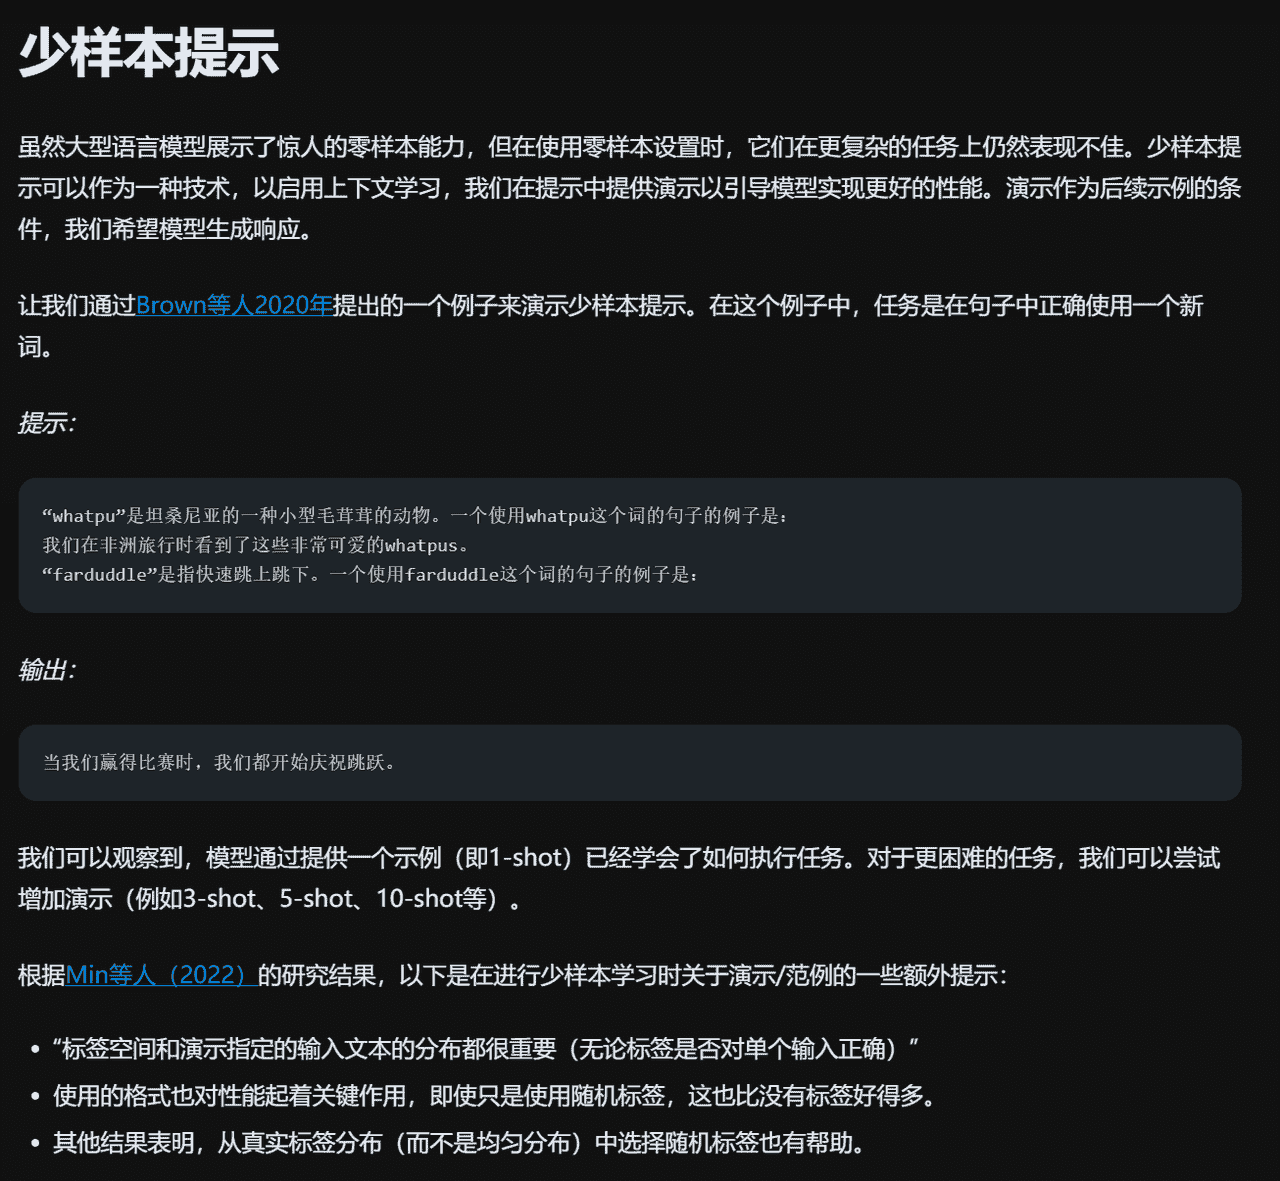 少样本提示
虽然大型语言模型展示了惊人的零样本能力，但在使用零样本设置时，它们在更复杂的任务上仍然表现不佳。少样本提
示可以作为一种技术，以启用上下文学习，我们在提示中提供演示以引导模型实现更好的性能。演示作为后续示例的条
件，我们希望模型生成响应。
让我们通过Brown等人2020年提出的一个例子来演示少样本提示。在这个例子中，任务是在句子中正确使用一个新
词。
提示：
“whatpu”是坦桑尼亚的一种小型毛茸茸的动物。一个使用whatpu这个词的句子的例子是：
我们在非洲旅行时看到了这些非常可爱的whatpus。
“farduddle”是指快速跳上跳下。一个使用farduddle这个词的句子的例子是：
输出：
当我们赢得比赛时，我们都开始庆祝跳跃。
我们可以观察到，模型通过提供一个示例（即1-shot）已经学会了如何执行任务。对于更困难的任务，我们可以尝试
增加演示（例如3-shot、5-shot、10-shot等）。
根据Min等人（2022）的研究结果，以下是在进行少样本学习时关于演示/范例的一些额外提示：
• “标签空间和演示指定的输入文本的分布都很重要（无论标签是否对单个输入正确）”
• 使用的格式也对性能起着关键作用，即使只是使用随机标签，这也比没有标签好得多。
• 其他结果表明，从真实标签分布（而不是均匀分布）中选择随机标签也有帮助。